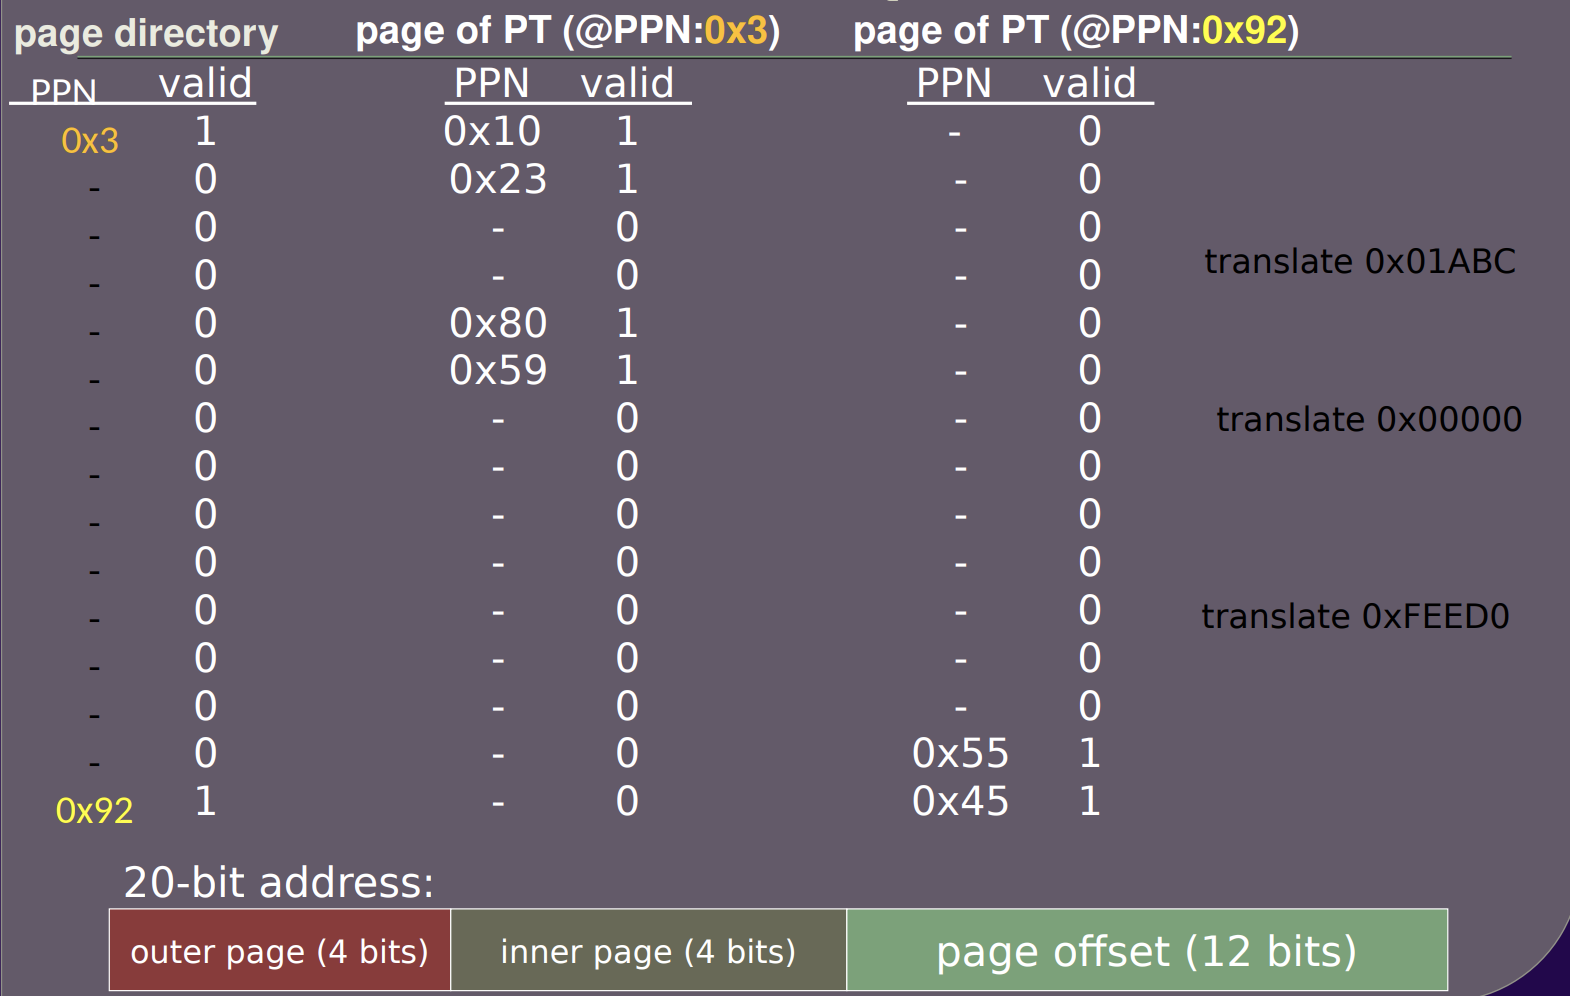 page directory page of PT (@PPN:0x3) page of PT (@PPN:0x92)
PPN valid PPN valid PPN valid
0x3 1 0x10 1 - 0
- 0 0x23 1 - 0
- 0 - 0 - 0
translate 0x01ABC
- 0 - 0 - 0
- 0 0x80 1 - 0
- 0 0x59 1 - 0
- 0 - 0 - 0 translate 0x00000
- 0 - 0 - 0
- 0 - 0 - 0
- 0 - 0 - 0
- 0 - 0 - 0 translate 0xFEED0
- 0 - 0 - 0
- 0 - 0 - 0
- 0 - 0 0x55 1
0x92 1 - 0 0x45 1
20-bit address:
outer page (4 bits) inner page (4 bits) page offset (12 bits)